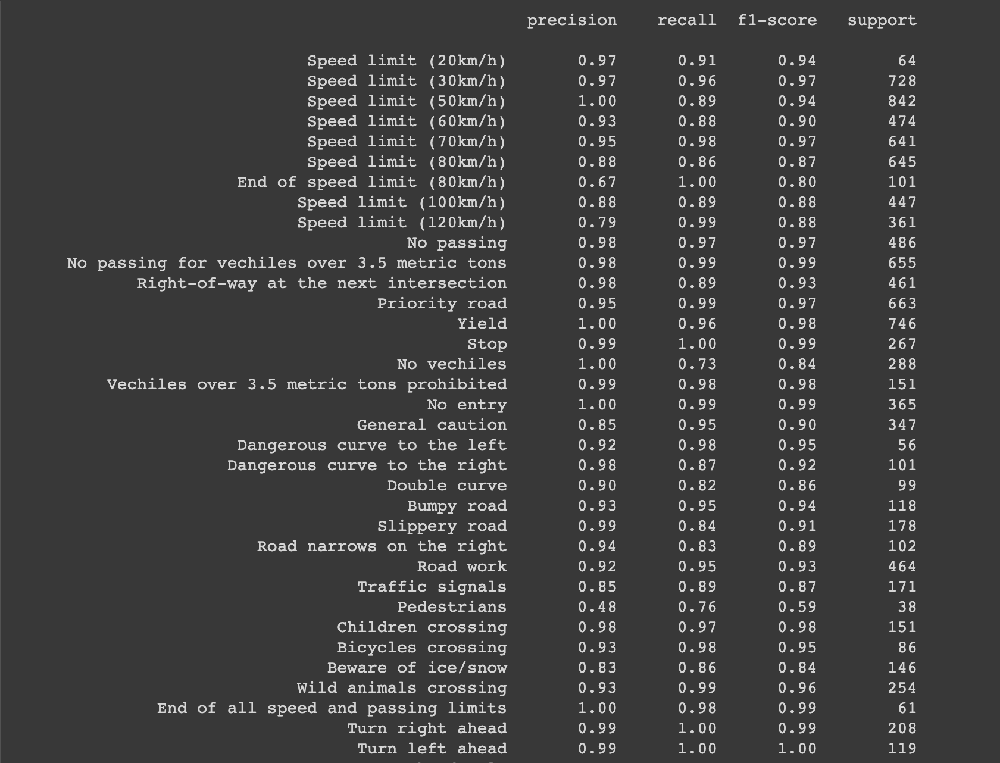 precision recall f1-score support
Speed limit (20km/h) 0.97 0.91 0.94 64
Speed limit (30km/h) 0.97 0.96 0.97 728
Speed limit (50km/h) 1.00 0.89 0.94 842
Speed limit (60km/h) 0.93 0.88 0.90 474
Speed limit (70km/h) 0.95 0.98 0.97 641
Speed limit (80km/h) 0.88 0.86 0.87 645
End of speed limit (80km/h) 0.67 1.00 0.80 101
Speed limit (100km/h) 0.88 0.89 0.88 447
Speed limit (120km/h) 0.79 0.99 0.88 361
No passing 0.98 0.97 0.97 486
No passing for vechiles over 3.5 metric tons 0.98 0.99 0.99 655
Right-of-way at the next intersection 0.98 0.89 0.93 461
Priority road 0.95 0.99 0.97 663
Yield 1.00 0.96 0.98 746
Stop 0.99 1.00 0.99 267
No vechiles 1.00 0.73 0.84 288
Vechiles over 3.5 metric tons prohibited 0.99 0.98 0.98 151
No entry 1.00 0.99 0.99 365
General caution 0.85 0.95 0.90 347
Dangerous curve to the left 0.92 0.98 0.95 56
Dangerous curve to the right 0.98 0.87 0.92 101
Double curve 0.90 0.82 0.86 99
Bumpy road 0.93 0.95 0.94 118
Slippery road 0.99 0.84 0.91 178
Road narrows on the right 0.94 0.83 0.89 102
Road work 0.92 0.95 0.93 464
Traffic signals 0.85 0.89 0.87 171
Pedestrians 0.48 0.76 0.59 38
Children crossing 0.98 0.97 0.98 151
Bicycles crossing 0.93 0.98 0.95 86
Beware of ice/snow 0.83 0.86 0.84 146
Wild animals crossing 0.93 0.99 0.96 254
End of all speed and passing limits 1.00 0.98 0.99 61
Turn right ahead 0.99 1.00 0.99 208
Turn left ahead 0.99 1.00 1.00 119